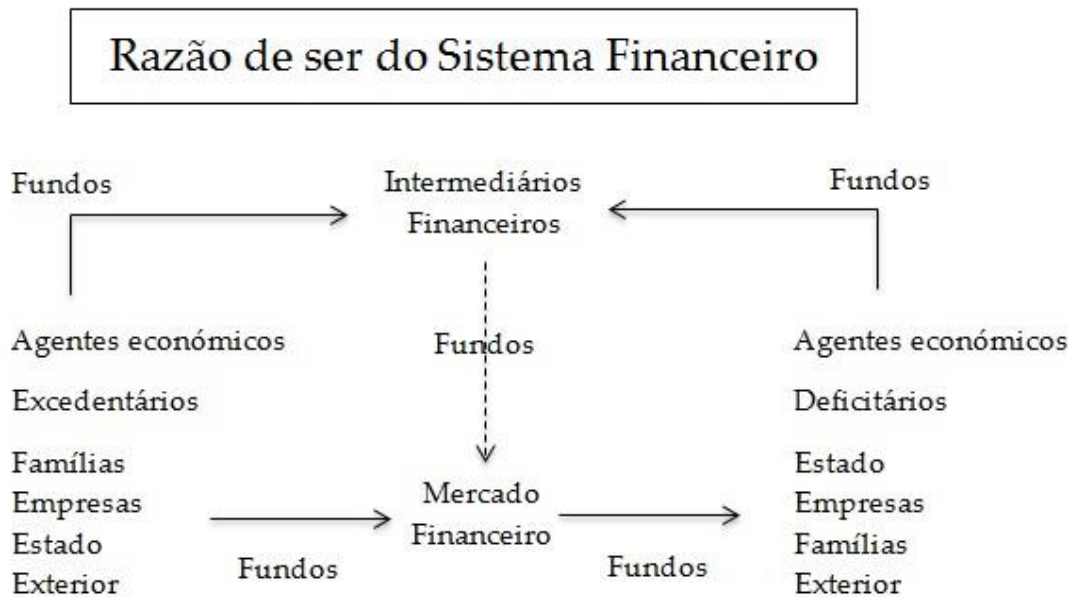 Razão de ser do Sistema Financeiro
Fundos
Intermediários
Financeiros
Fundos
Agentes económicos
Excedentários
Famílias
Empresas
Estado
Exterior
Fundos
Mercado
Financeiro
Fundos
Fundos
Agentes económicos
Deficitários
Estado
Empresas
Famílias
Exterior